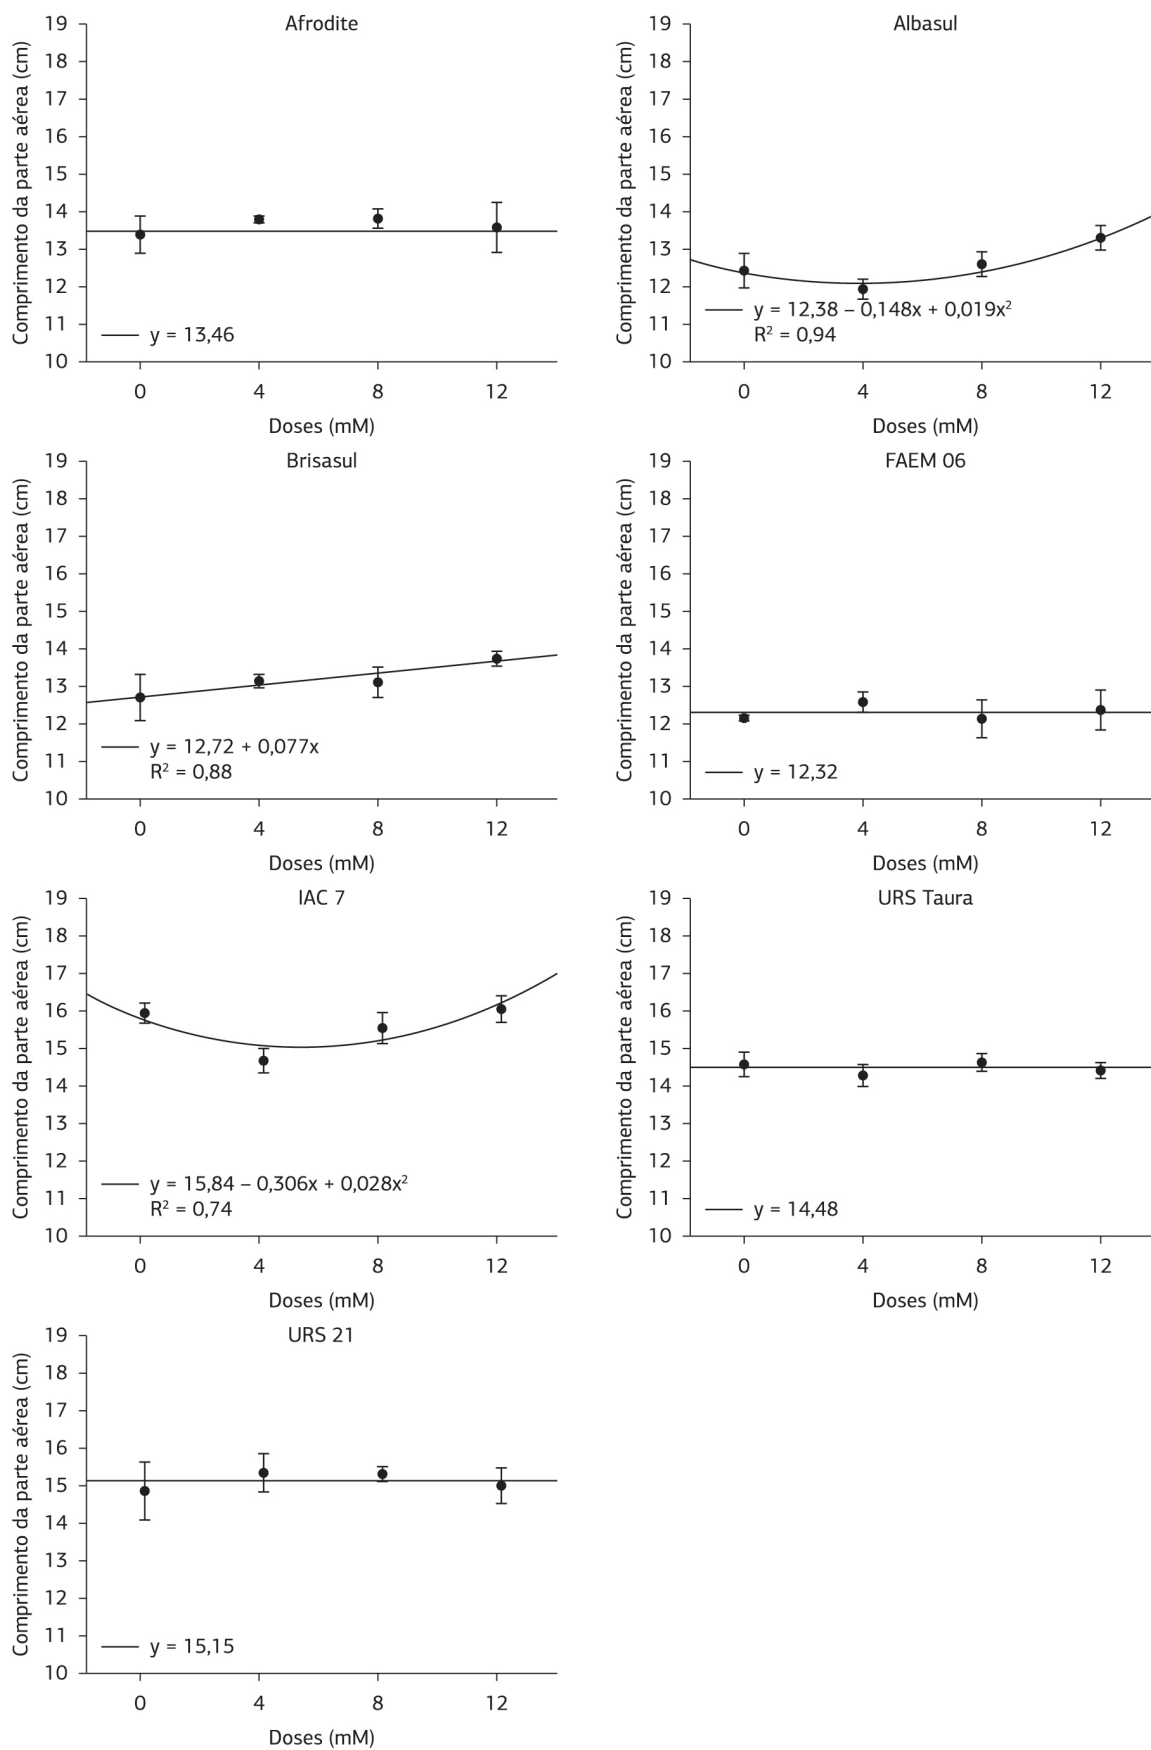 Afrodite
Comprimento da parte aérea (cm)
19
18
17
16
15
14
13
12
11
10
y = 13,46
0 4 8 12
Doses (mM)
Albasul
Comprimento da parte aérea (cm)
19
18
17
16
15
14
13
12
11
10
y = 12,38 – 0,148x + 0,019x²
R² = 0,94
0 4 8 12
Doses (mM)
Brisasul
Comprimento da parte aérea (cm)
19
18
17
16
15
14
13
12
11
10
y = 12,72 + 0,077x
R² = 0,88
0 4 8 12
Doses (mM)
FAEM 06
Comprimento da parte aérea (cm)
19
18
17
16
15
14
13
12
11
10
y = 12,32
0 4 8 12
Doses (mM)
IAC 7
Comprimento da parte aérea (cm)
19
18
17
16
15
14
13
12
11
10
y = 15,84 – 0,306x + 0,028x²
R² = 0,74
0 4 8 12
Doses (mM)
URS Taura
Comprimento da parte aérea (cm)
19
18
17
16
15
14
13
12
11
10
y = 14,48
0 4 8 12
Doses (mM)
URS 21
Comprimento da parte aérea (cm)
19
18
17
16
15
14
13
12
11
10
y = 15,15
0 4 8 12
Doses (mM)